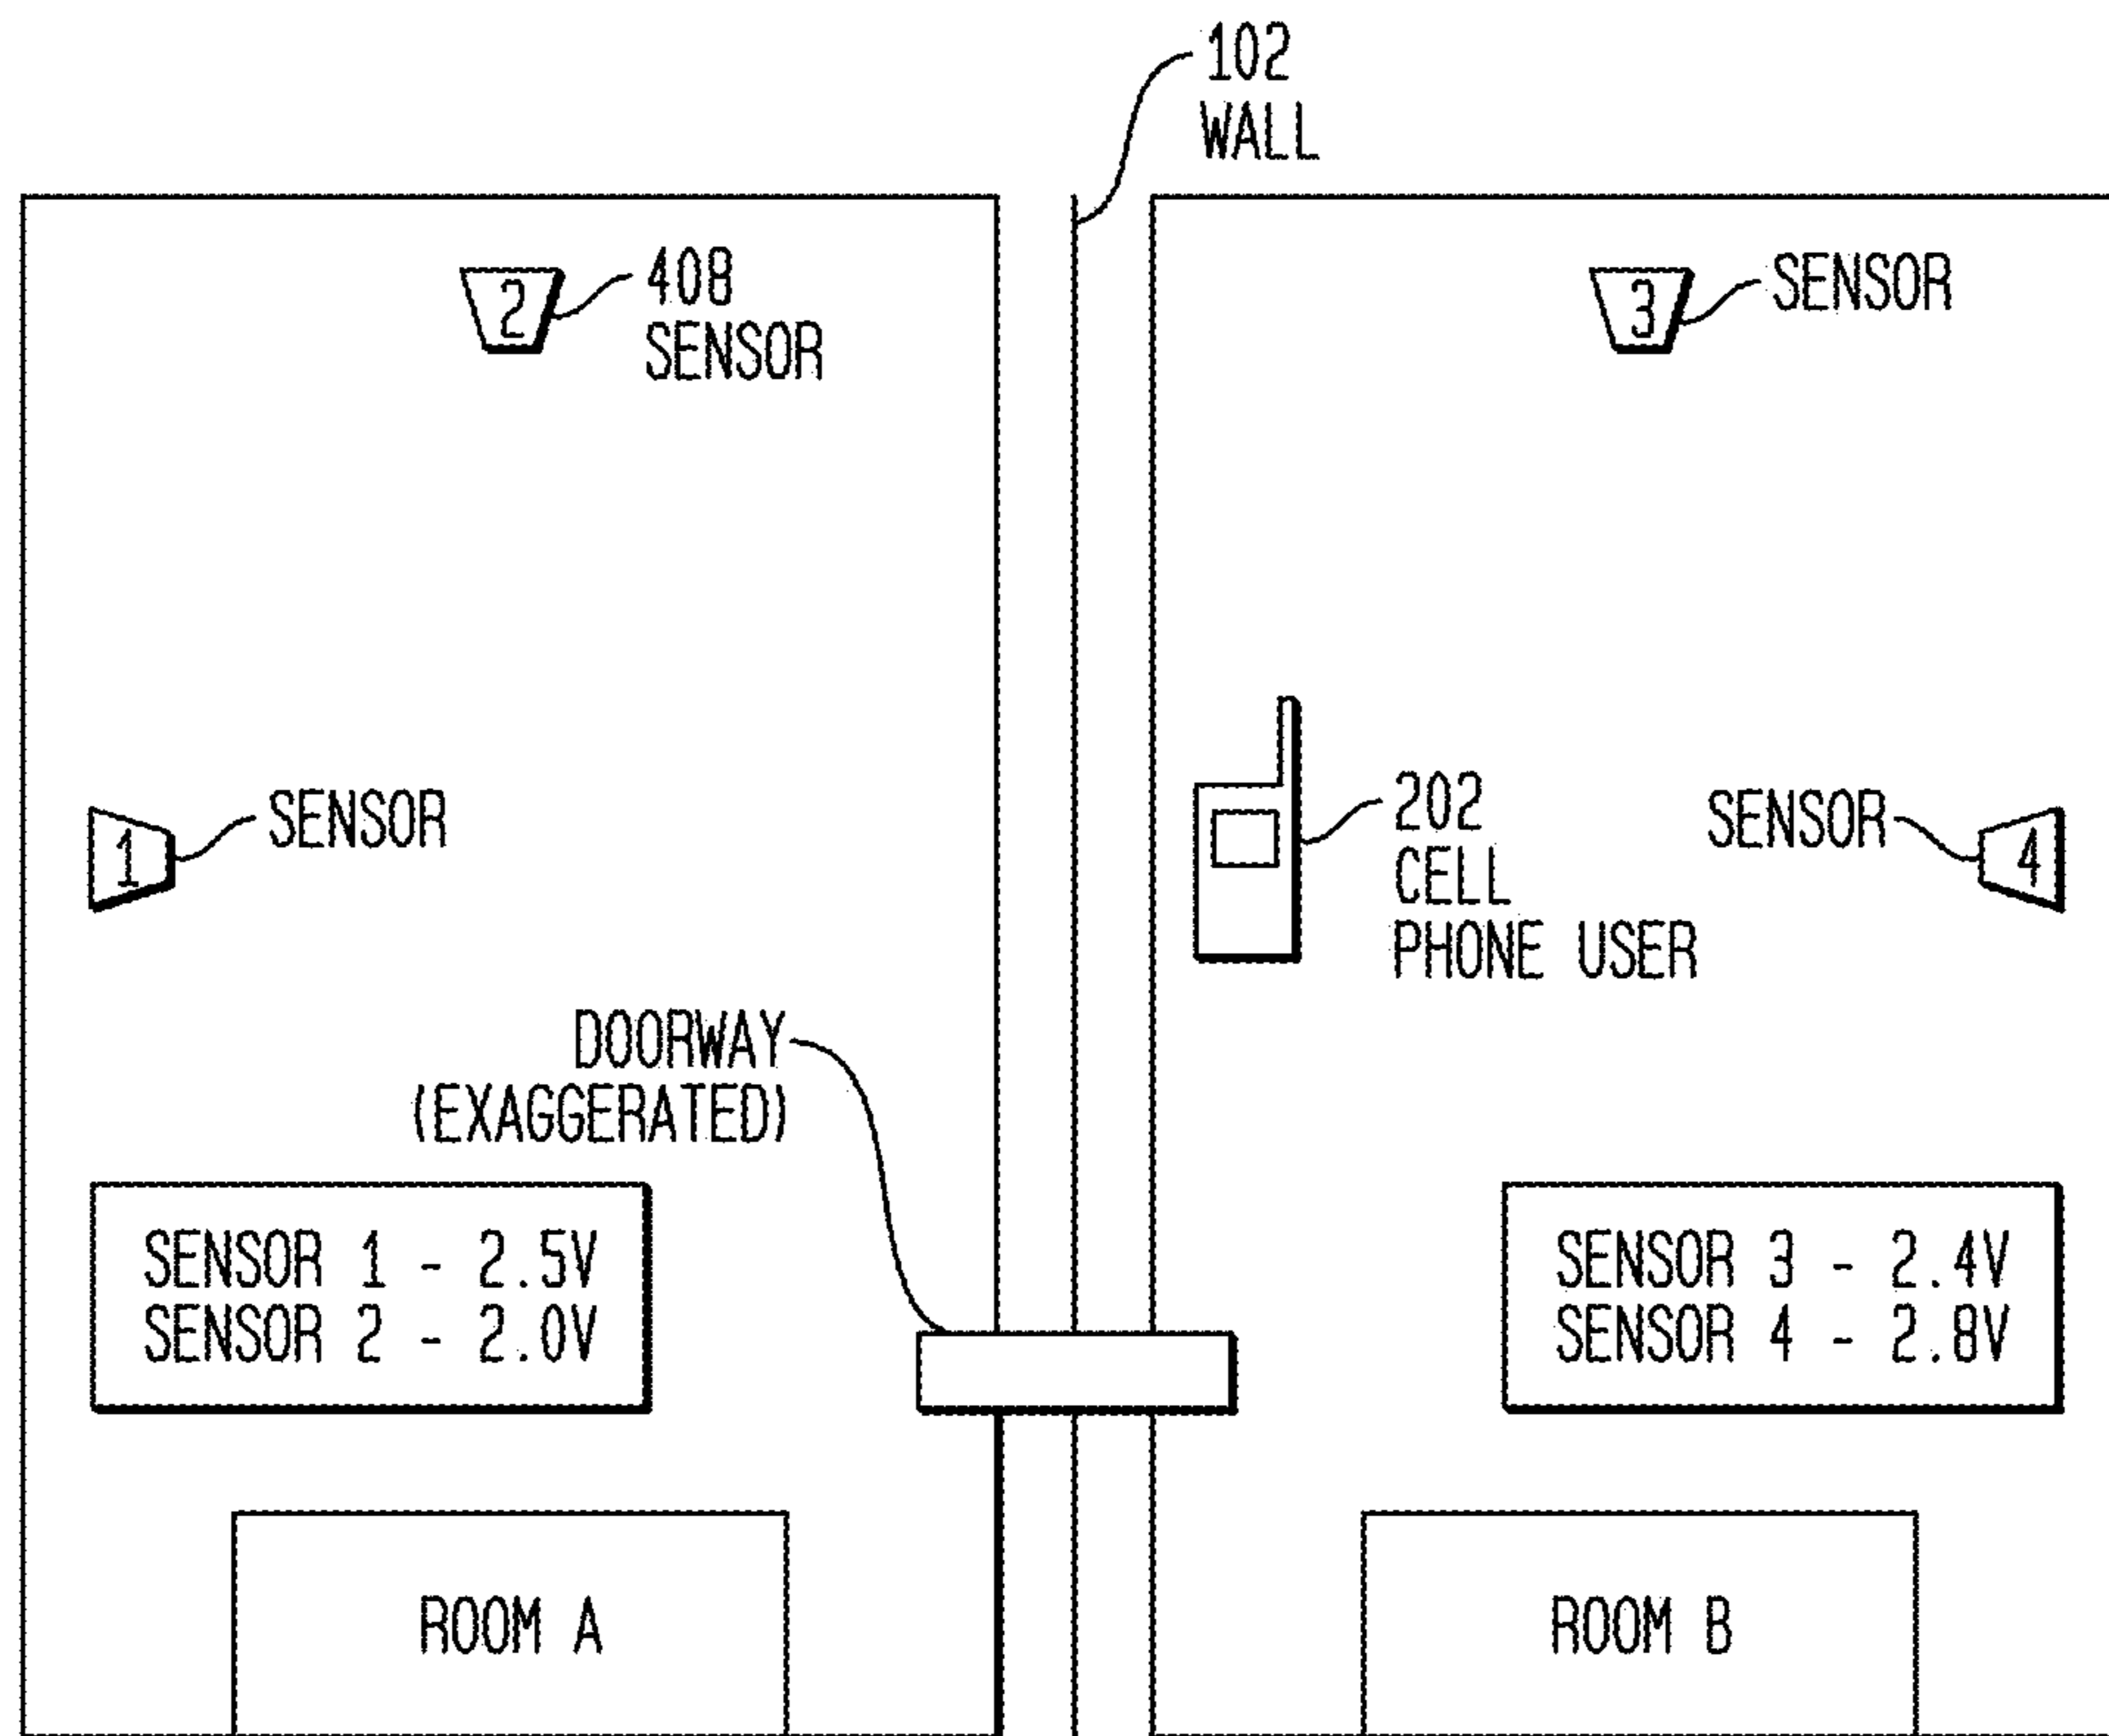 102
WALL
2
408
SENSOR
3
SENSOR
1
SENSOR
202
CELL
PHONE USER
SENSOR
4
DOORWAY
(EXAGGERATED)
SENSOR 1 - 2.5V
SENSOR 2 - 2.0V
SENSOR 3 - 2.4V
SENSOR 4 - 2.8V
ROOM A
ROOM B